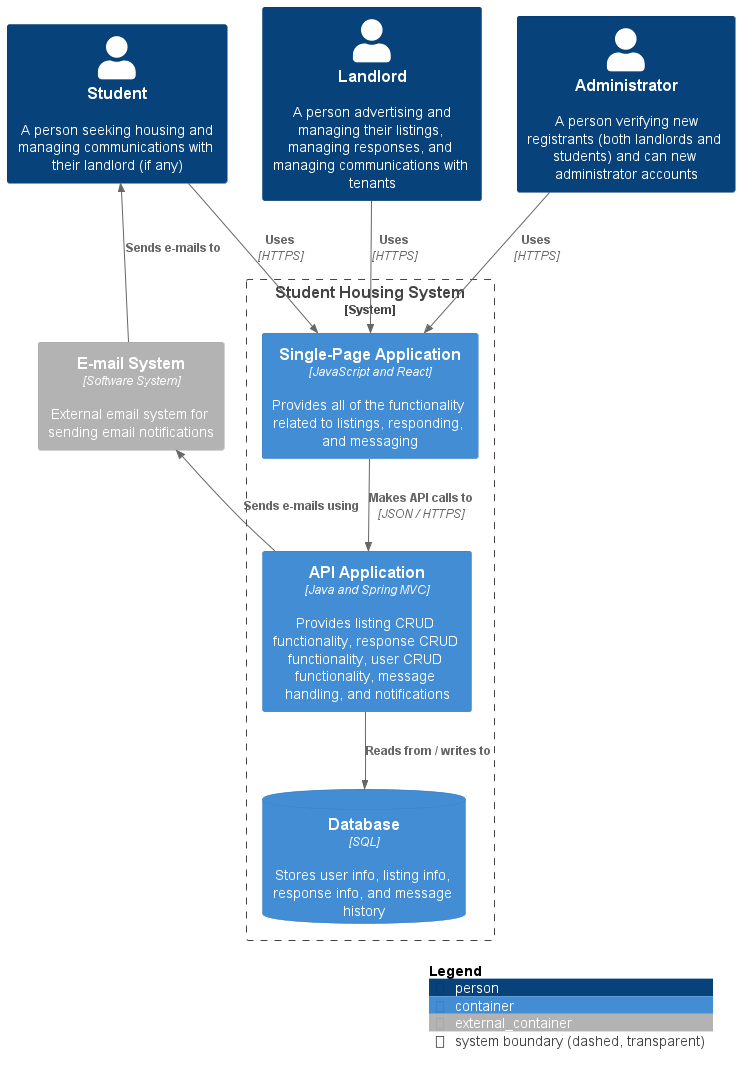 Student
A person seeking housing and
managing communications with
their landlord (if any)
Landlord
A person advertising and
managing their listings,
managing responses, and
managing communications with
tenants
Administrator
A person verifying new
registrants (both landlords and
students) and can new
administrator accounts
Sends e-mails to
Uses
[HTTPS]
Uses
[HTTPS]
Uses
[HTTPS]
Student Housing System
[System]
E-mail System
[Software System]
External email system for
sending email notifications
Single-Page Application
[JavaScript and React]
Provides all of the functionality
related to listings, responding,
and messaging
Sends e-mails using
Makes API calls to
[JSON / HTTPS]
API Application
[Java and Spring MVC]
Provides listing CRUD
functionality, response CRUD
functionality, user CRUD
functionality, message
handling, and notifications
Reads from / writes to
Database
[SQL]
Stores user info, listing info,
response info, and message
history
Legend
person
container
external_container
system boundary (dashed, transparent)